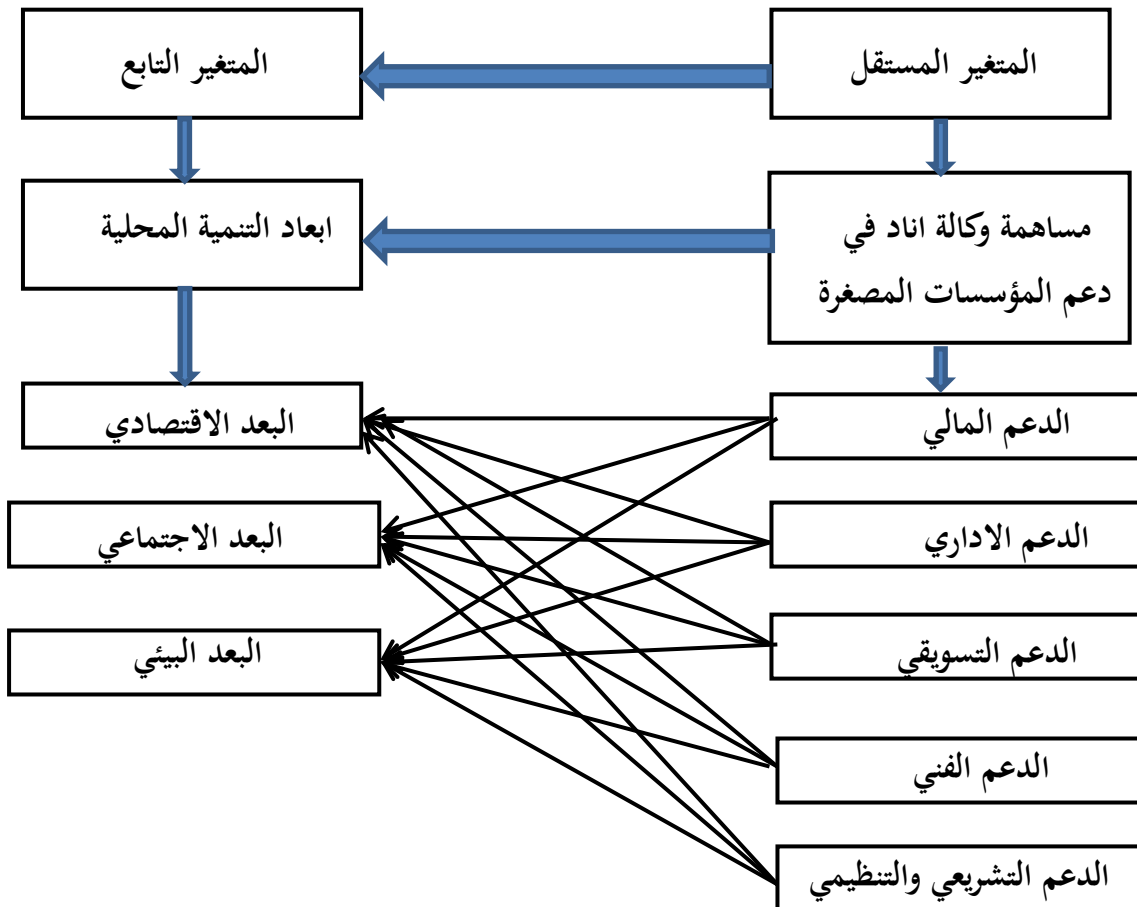 المتغير المستقل
المتغير التابع
مساهمة وكالة اناد في
دعم المؤسسات المصغرة
ابعاد التنمية المحلية
الدعم المالي
البعد الاقتصادي
الدعم الاداري
البعد الاجتماعي
الدعم التسويقي
البعد البيئي
الدعم الفني
الدعم التشريعي والتنظيمي